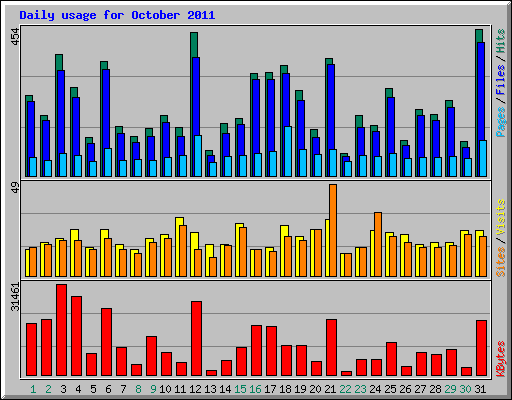 Daily usage for October 2011
454
Pages / Files / Hits
49
Sites / Visits
31461
KBytes
1 2 3 4 5 6 7 8 9 10 11 12 13 14 15 16 17 18 19 20 21 22 23 24 25 26 27 28 29 30 31